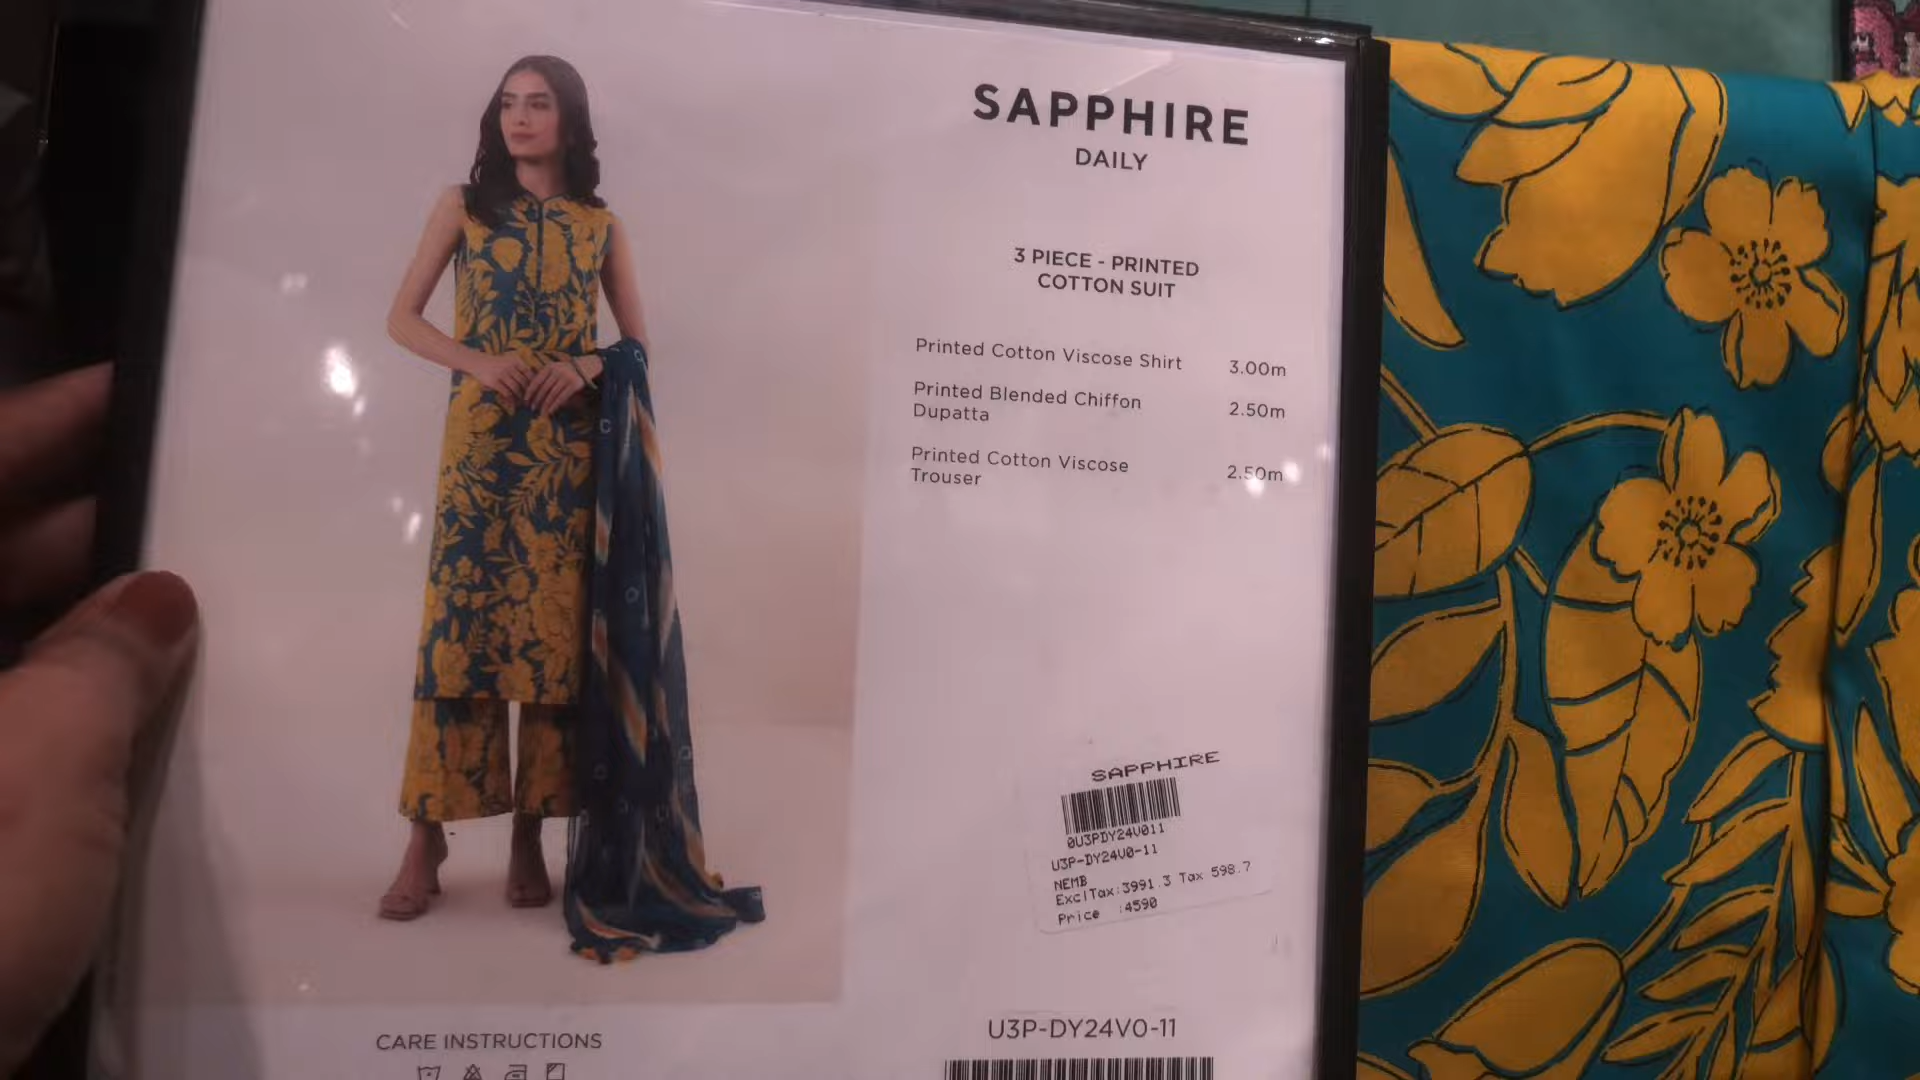 SAPPHIRE
DAILY
3 PIECE - PRINTED
COTTON SUIT
Printed Cotton Viscose Shirt 3.00m
Printed Blended Chiffon
Dupatta 2.50m
Printed Cotton Viscose
Trouser 2.50m
SAPPHIRE
0U3PDY24V011
U3P-DY24V0-11
NEMB
ExclTax:3991.3 Tax 598.7
Price :4590
CARE INSTRUCTIONS
U3P-DY24V0-11